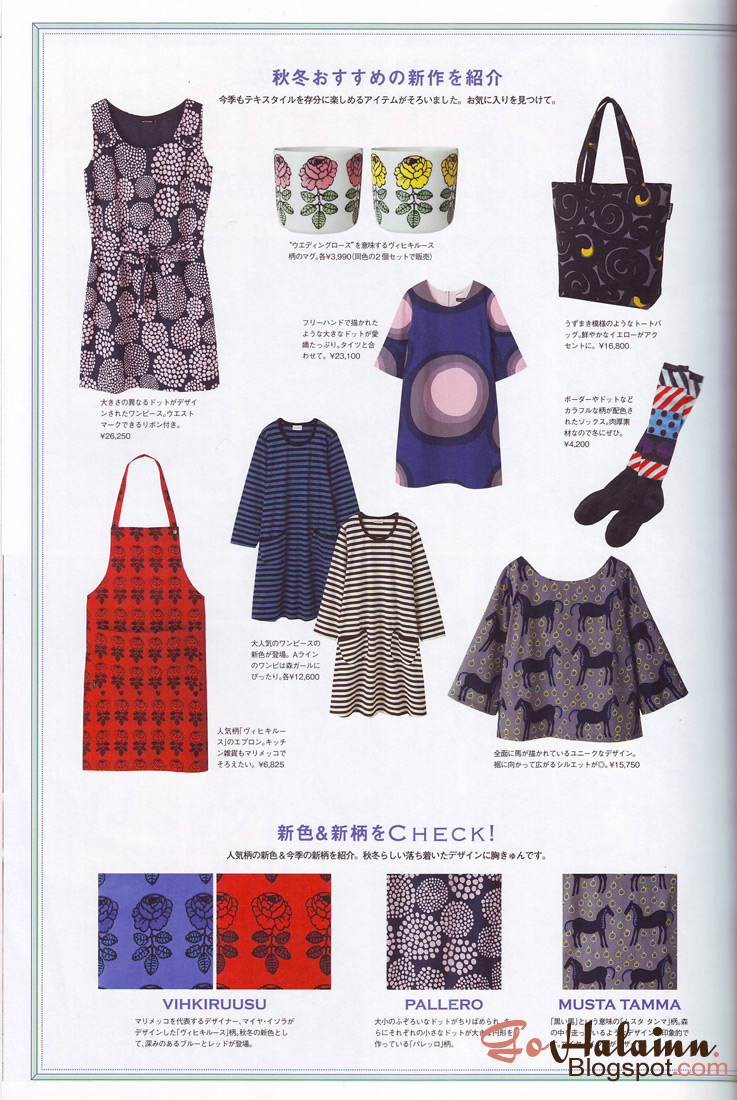 秋冬おすすめの新作を紹介
今季もテキスタイルを存分に楽しめるアイテムがそろいました。お気に入りを見つけて。
"ウエディングローズ"を意味するヴィヒキルース
柄のマグ。各¥3,990(同色の2個セットで販売)
フリーハンドで描かれた
ような大きなドットが愛
嬌たっぷり。タイツと合
わせて。¥23,100
うずまき模様のようなトートバ
ッグ。鮮やかなイエローがアク
セントに。¥16,800
大きさの異なるドットがデザイ
ンされたワンピース。ウエスト
マークできるリボン付き。
¥26,250
ボーダーやドットなど
カラフルな柄が配色さ
れたソックス。肉厚素
材なので冬にぜひ。
¥4,200
大人気のワンピースの
新色が登場。Aライン
のワンピは森ガールに
ぴったり。各¥12,600
人気柄「ヴィヒキルー
ス」のエプロン。キッチ
ン雑貨もマリメッコで
そろえたい。¥6,825
全面に馬が描かれているユニークなデザイン。
裾に向かって広がるシルエットが◎。¥15,750
新色&新柄をCHECK!
人気柄の新色&今季の新柄を紹介。秋冬らしい落ち着いたデザインに胸きゅんです。
VIHKIRUUSU
マリメッコを代表するデザイナー、マイヤ・イソラが
デザインした「ヴィヒキルース」柄。秋冬の新色とし
て、深みのあるブルーとレッドが登場。
PALLERO
大小のふぞろいなドットがちりばめられ、
らにそれぞれの小さなドットが大きな円形を
作っている「パレッロ」柄。
MUSTA TAMMA
「黒い馬」という意味の「ムスタ タンマ」柄。森
の中を走っているようなデザイン 印象的で
Go Halainn.
Blogspot.com